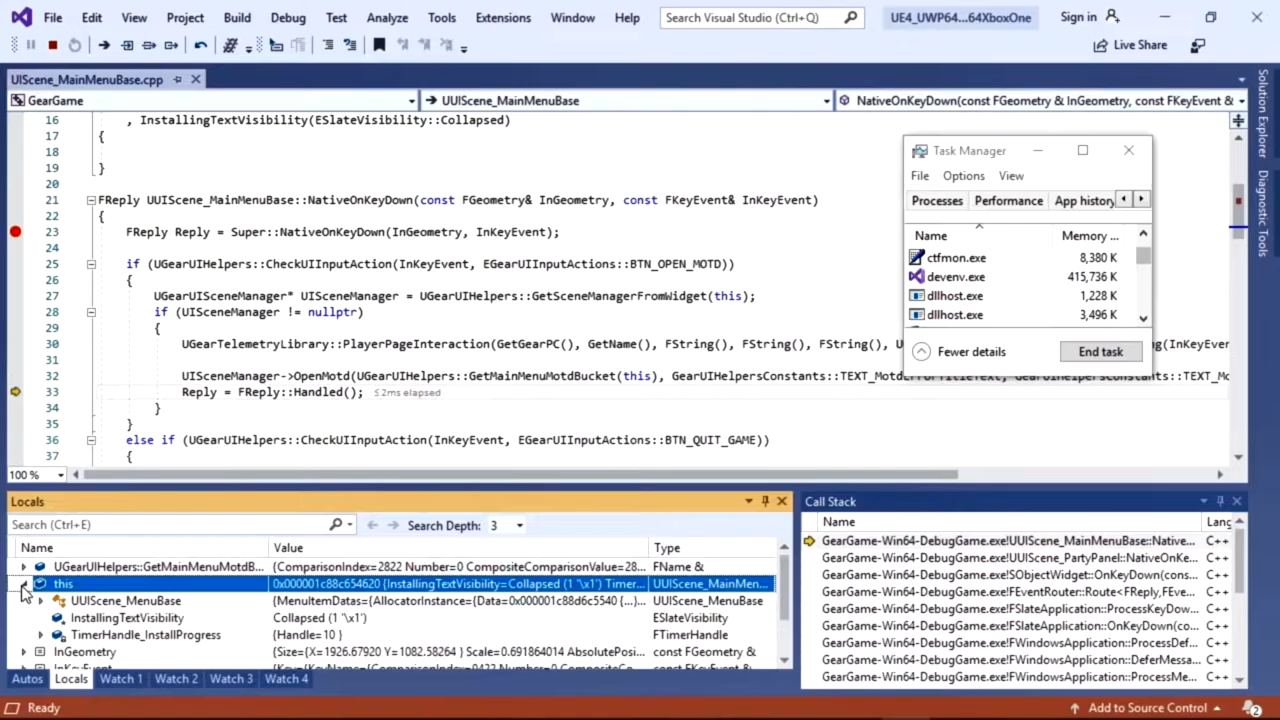 File Edit View Project Build Debug Test Analyze Tools Extensions Window Help Search Visual Studio (Ctrl+Q) UE4_UWP64...64XboxOne Sign in
Live Share
UIScene_MainMenuBase.cpp
GearGame UUIScene_MainMenuBase NativeOnKeyDown(const FGeometry & InGeometry, const FKeyEvent &
16 , InstallingTextVisibility(ESlateVisibility::Collapsed)
17 {
18
19 }
20
21 FReply UUIScene_MainMenuBase::NativeOnKeyDown(const FGeometry& InGeometry, const FKeyEvent& InKeyEvent)
22 {
23 FReply Reply = Super::NativeOnKeyDown(InGeometry, InKeyEvent);
24
25 if (UGearUIHelpers::CheckUIInputAction(InKeyEvent, EGearUIInputActions::BTN_OPEN_MOTD))
26 {
27 UGearUISceneManager* UISceneManager = UGearUIHelpers::GetSceneManagerFromWidget(this);
28 if (UISceneManager != nullptr)
29 {
30 UGearTelemetryLibrary::PlayerPageInteraction(GetGearPC(), GetName(), FString(), FString(), FString(), U
31
32 UISceneManager->OpenMotd(UGearUIHelpers::GetMainMenuMotdBucket(this), GearUIHelpersConstants::TEXT_MotdErrorTitleText, GearUIHelpersConstants::TEXT_Mo
33 Reply = FReply::Handled(); ≤ 2ms elapsed
34 }
35 }
36 else if (UGearUIHelpers::CheckUIInputAction(InKeyEvent, EGearUIInputActions::BTN_QUIT_GAME))
37 {
100 %
Task Manager
File Options View
Processes Performance App history
Name Memory ...
ctfmon.exe 8,380 K
devenv.exe 415,736 K
dllhost.exe 1,228 K
dllhost.exe 3,496 K
Fewer details End task
Solution Explorer
Diagnostic Tools
Locals
Search (Ctrl+E) Search Depth: 3
Name Value Type
UGearUIHelpers::GetMainMenuMotdB... {ComparisonIndex=2822 Number=0 CompositeComparisonValue=28... FName &
this 0x000001c88c654620 {InstallingTextVisibility=Collapsed (1 '\x1') Timer... UUIScene_MainMen...
UUIScene_MenuBase {MenuItemDatas={AllocatorInstance={Data=0x000001c88d6c5540 {...}... UUIScene_MenuBase
InstallingTextVisibility Collapsed (1 '\x1') ESlateVisibility
TimerHandle_InstallProgress {Handle=10 } FTimerHandle
InGeometry {Size={X=1926.67920 Y=1082.58264 } Scale=0.691864014 AbsolutePosi... const FGeometry &
Autos Locals Watch 1 Watch 2 Watch 3 Watch 4
Call Stack
Name Lang
GearGame-Win64-DebugGame.exe!UUIScene_MainMenuBase::Native... C++
GearGame-Win64-DebugGame.exe!UUIScene_PartyPanel::NativeOnKe... C++
GearGame-Win64-DebugGame.exe!SObjectWidget::OnKeyDown(cons... C++
GearGame-Win64-DebugGame.exe!FEventRouter::Route<FReply,FEve... C++
GearGame-Win64-DebugGame.exe!FSlateApplication::ProcessKeyDow... C++
GearGame-Win64-DebugGame.exe!FSlateApplication::OnKeyDown(co... C++
GearGame-Win64-DebugGame.exe!FWindowsApplication::ProcessDef... C++
GearGame-Win64-DebugGame.exe!FWindowsApplication::DeferMessa... C++
GearGame-Win64-DebugGame.exe!FWindowsApplication::ProcessMe... C++
Ready Add to Source Control 2